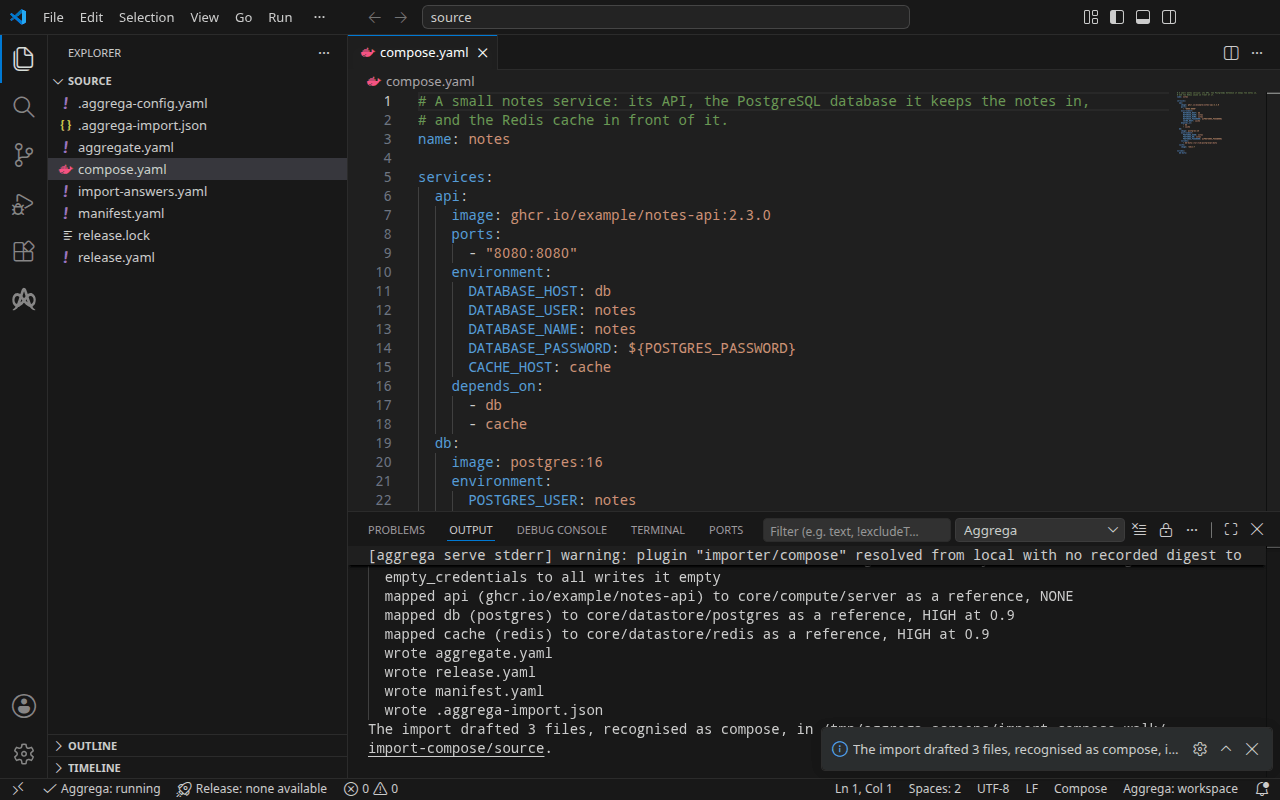 File Edit Selection View Go Run ···
source
EXPLORER
SOURCE
.aggrega-config.yaml
.aggrega-import.json
aggregate.yaml
compose.yaml
import-answers.yaml
manifest.yaml
release.lock
release.yaml
OUTLINE
TIMELINE
compose.yaml
compose.yaml
1 # A small notes service: its API, the PostgreSQL database it keeps the notes in,
2 # and the Redis cache in front of it.
3 name: notes
4
5 services:
6 api:
7 image: ghcr.io/example/notes-api:2.3.0
8 ports:
9 - "8080:8080"
10 environment:
11 DATABASE_HOST: db
12 DATABASE_USER: notes
13 DATABASE_NAME: notes
14 DATABASE_PASSWORD: ${POSTGRES_PASSWORD}
15 CACHE_HOST: cache
16 depends_on:
17 - db
18 - cache
19 db:
20 image: postgres:16
21 environment:
22 POSTGRES_USER: notes
PROBLEMS OUTPUT DEBUG CONSOLE TERMINAL PORTS
Filter (e.g. text, !excludeT...
Aggrega
[aggrega serve stderr] warning: plugin "importer/compose" resolved from local with no recorded digest to
empty_credentials to all writes it empty
mapped api (ghcr.io/example/notes-api) to core/compute/server as a reference, NONE
mapped db (postgres) to core/datastore/postgres as a reference, HIGH at 0.9
mapped cache (redis) to core/datastore/redis as a reference, HIGH at 0.9
wrote aggregate.yaml
wrote release.yaml
wrote manifest.yaml
wrote .aggrega-import.json
The import drafted 3 files, recognised as compose, in
import-compose/source.
The import drafted 3 files, recognised as compose, i...
Aggrega: running
Release: none available
0
0
Ln 1, Col 1
Spaces: 2
UTF-8
LF
Compose
Aggrega: workspace